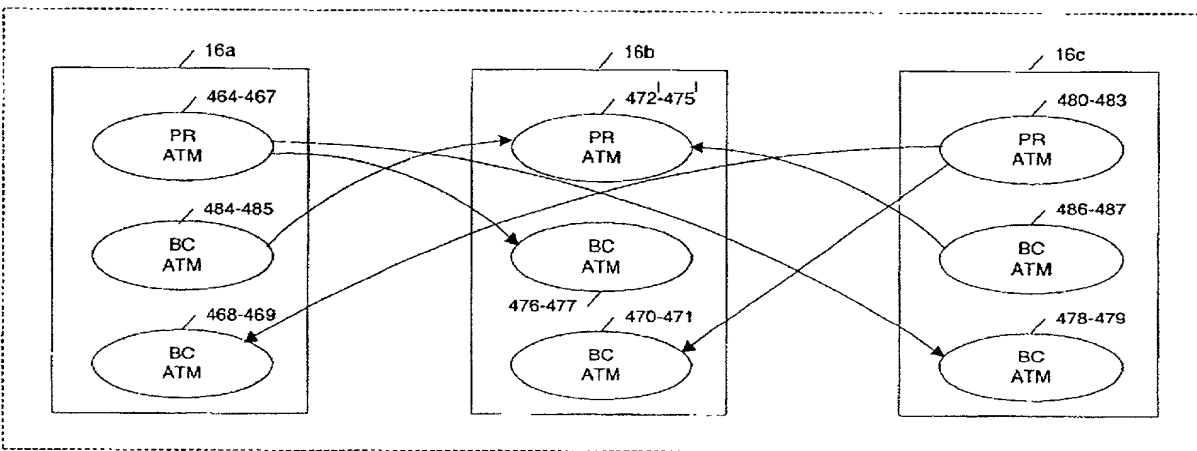 16a
464-467
PR
ATM
484-485
BC
ATM
468-469
BC
ATM
16b
472-475
PR
ATM
BC
ATM
476-477
470-471
BC
ATM
16c
480-483
PR
ATM
486-487
BC
ATM
478-479
BC
ATM